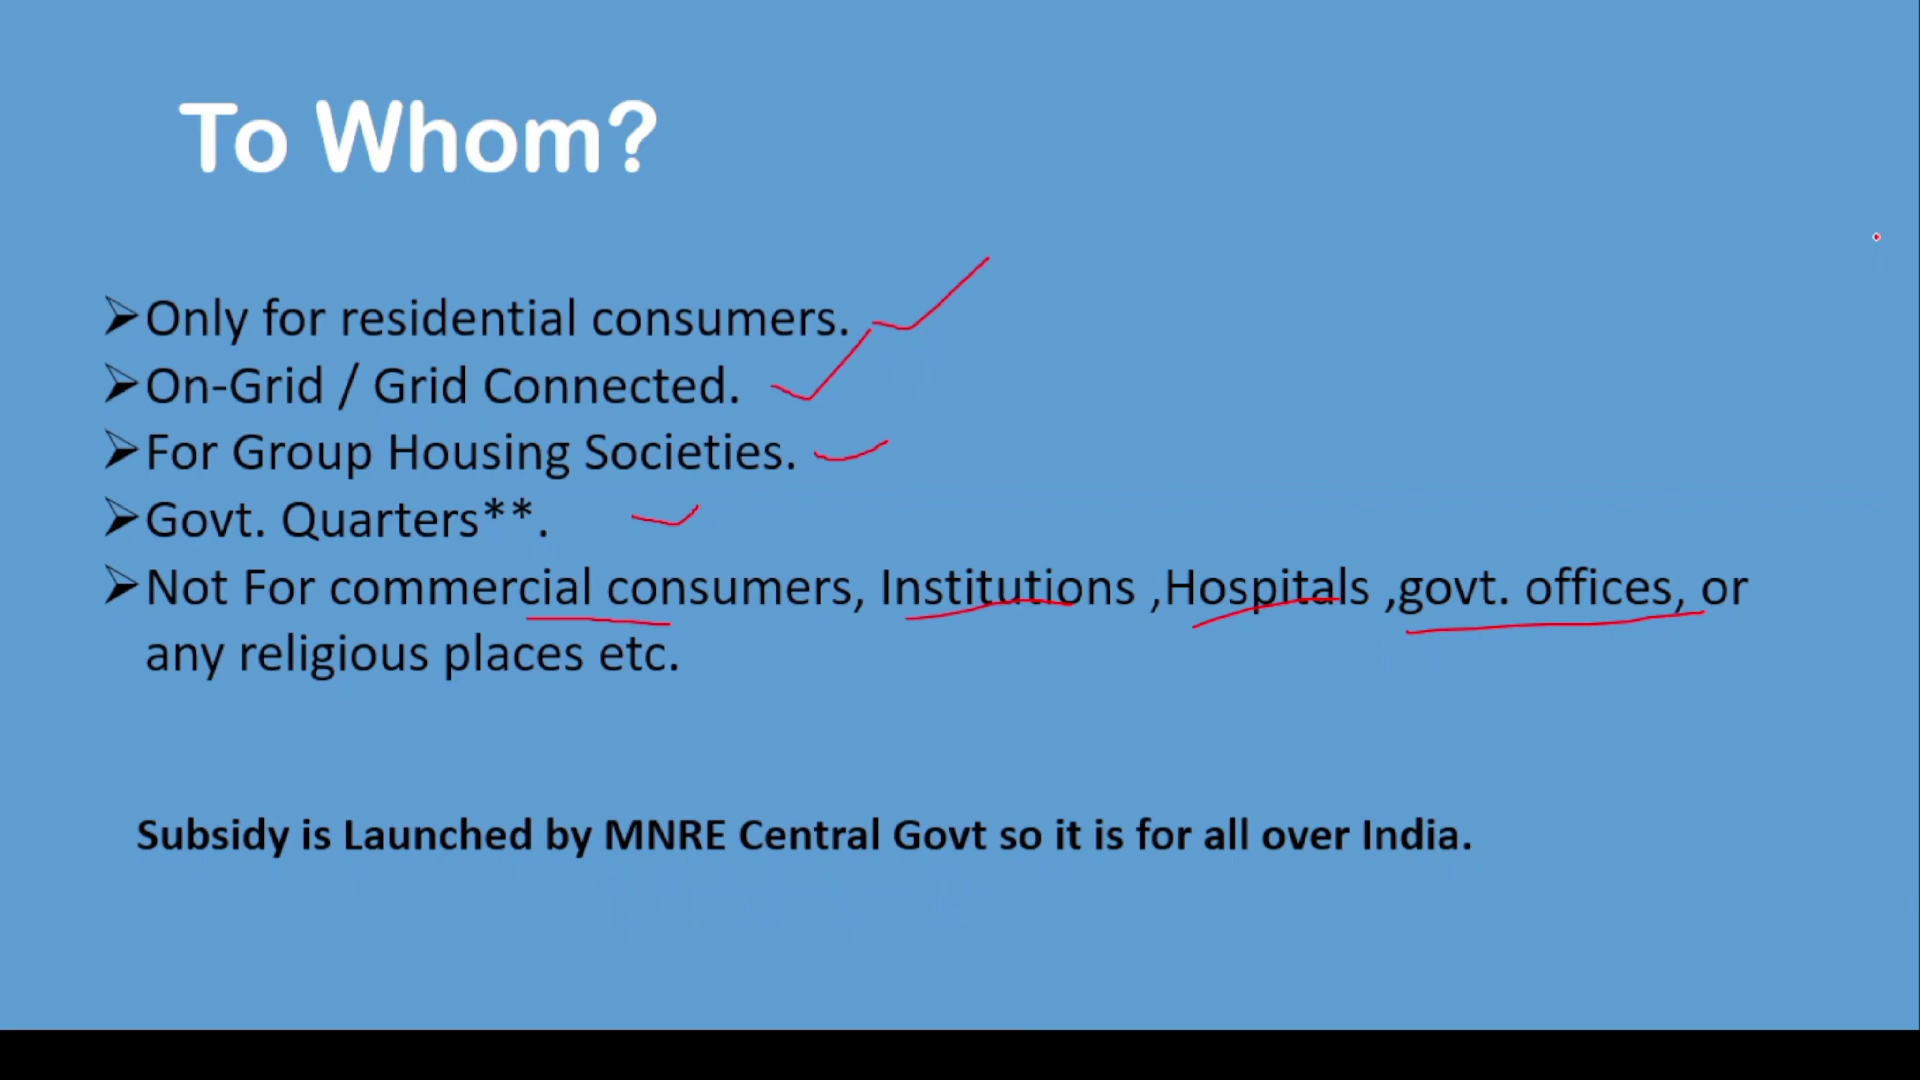 To Whom?
➢Only for residential consumers.
➢On-Grid / Grid Connected.
➢For Group Housing Societies.
➢Govt. Quarters**.
➢Not For commercial consumers, Institutions ,Hospitals ,govt. offices, or
any religious places etc.
Subsidy is Launched by MNRE Central Govt so it is for all over India.